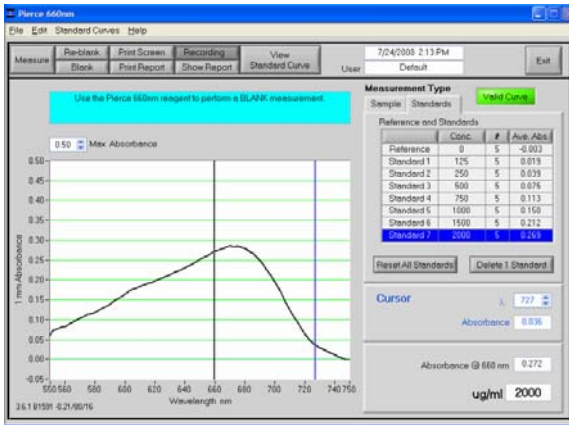 Pierce 660nm
File Edit Standard Curves Help
Measure Re-blank Print Screen Recording View Standard Curve 7/24/2008 2:13 PM Exit
Blank Print Report Show Report User Default
Use the Pierce 660nm reagent to perform a BLANK measurement.
Measurement Type
Sample Standards Valid Curve
Reference and Standards
0.50 Max Absorbance
Conc. # Ave. Abs
Reference 0 5 -0.003
Standard 1 125 5 0.019
Standard 2 250 5 0.039
Standard 3 500 5 0.076
Standard 4 750 5 0.113
Standard 5 1000 5 0.150
Standard 6 1500 5 0.212
Standard 7 2000 5 0.269
Reset All Standards Delete 1 Standard
Cursor λ 727
Absorbance 0.036
Absorbance @ 660 nm 0.272
ug/ml 2000
1 mm Absorbance
0.50
0.45
0.40
0.35
0.30
0.25
0.20
0.15
0.10
0.05
0.00
-0.05
550 560 580 600 620 640 660 680 700 720 740 750
Wavelength nm